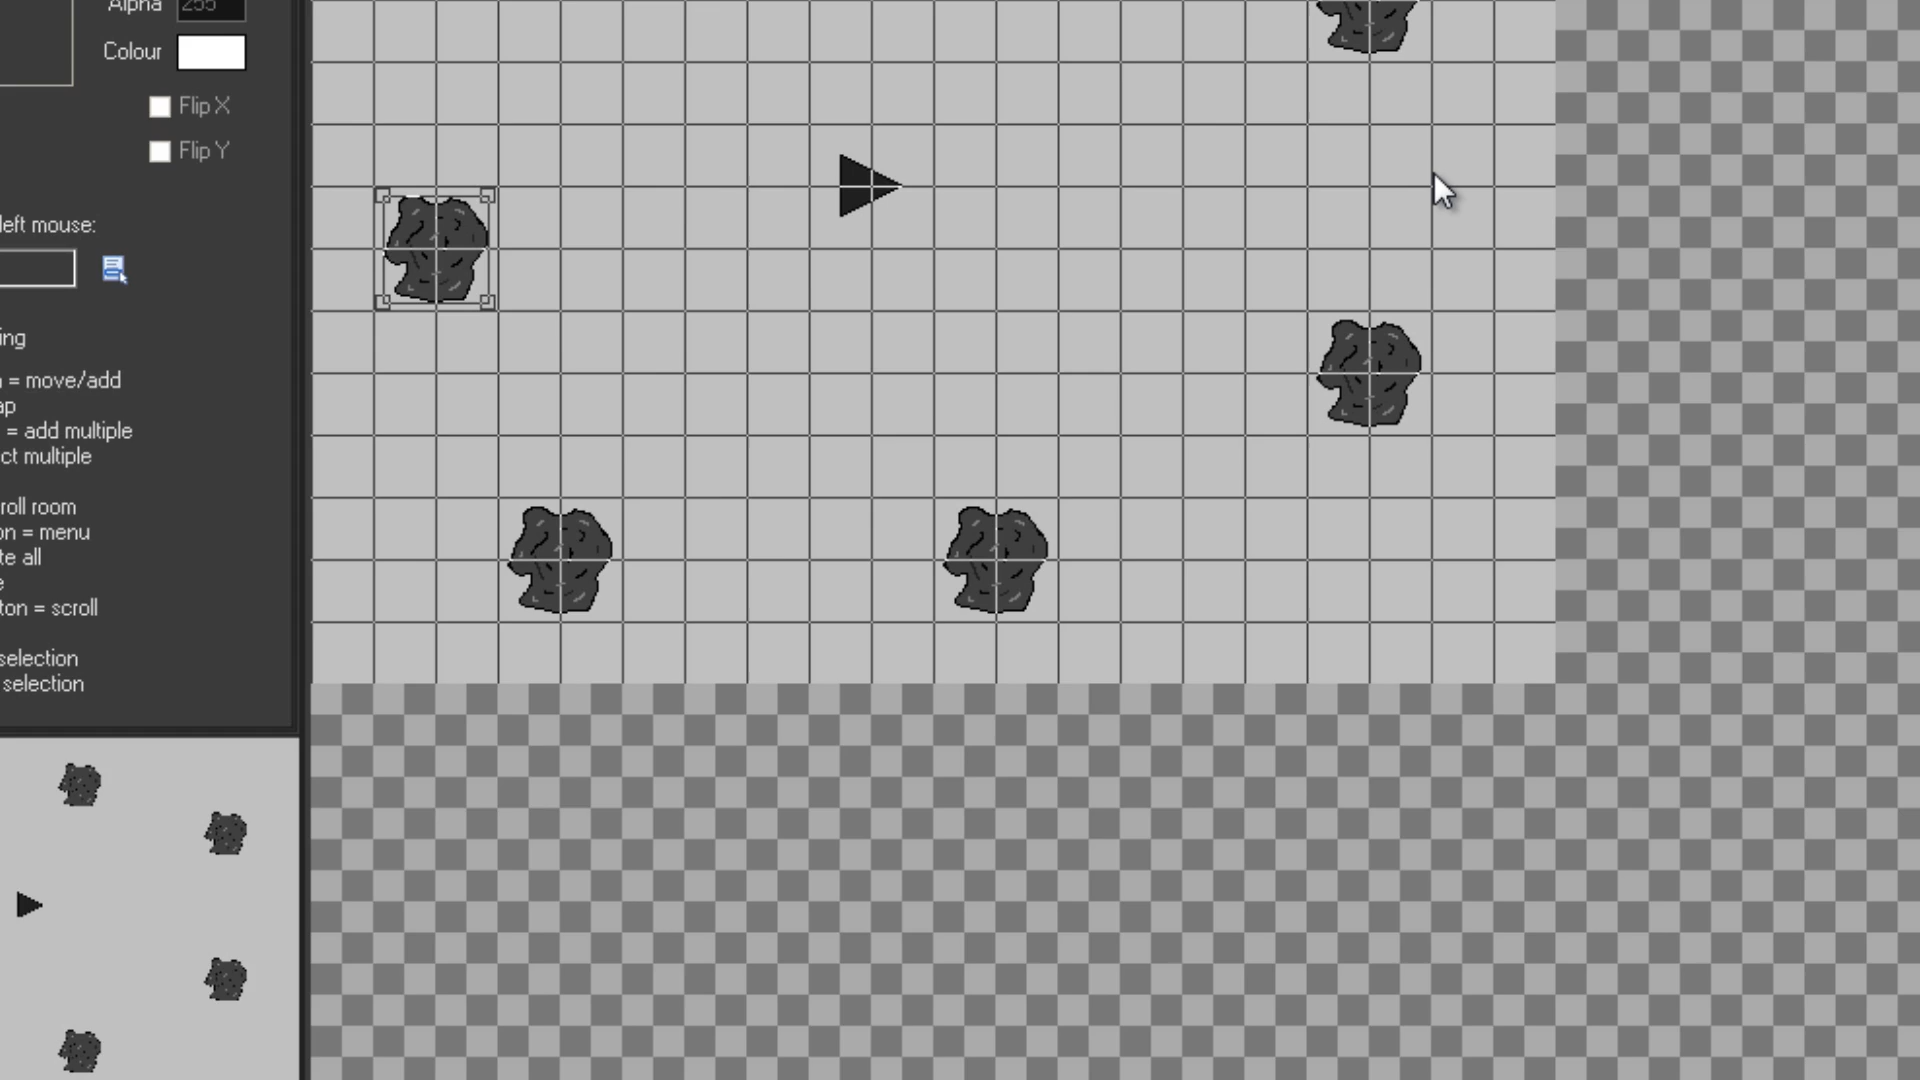 Alpha 255
Colour
Flip X
Flip Y
left mouse:
ing
= move/add
ap
= add multiple
ct multiple
roll room
on = menu
te all
e
ton = scroll
selection
selection